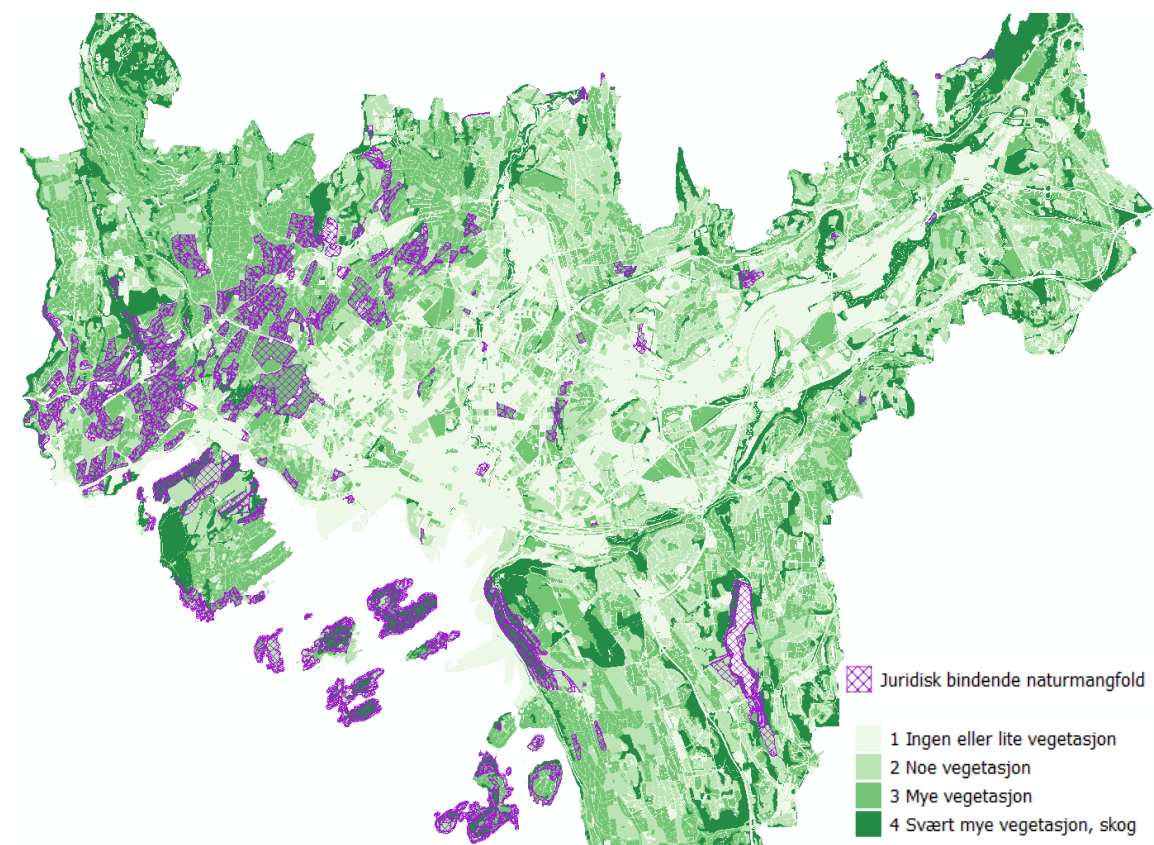 Juridisk bindende naturmangfold
1 Ingen eller lite vegetasjon
2 Noe vegetasjon
3 Mye vegetasjon
4 Svært mye vegetasjon, skog